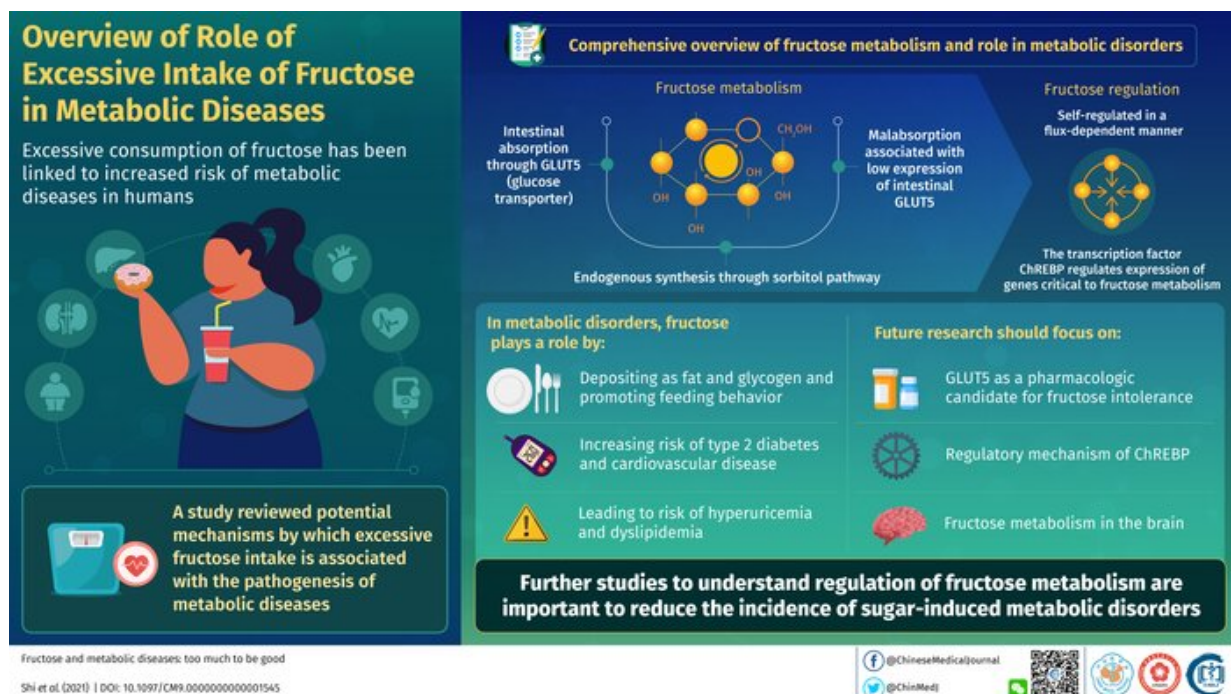 Overview of Role of
Excessive Intake of Fructose
in Metabolic Diseases
Excessive consumption of fructose has been
linked to increased risk of metabolic
diseases in humans
A study reviewed potential
mechanisms by which excessive
fructose intake is associated
with the pathogenesis of
metabolic diseases
Comprehensive overview of fructose metabolism and role in metabolic disorders
Fructose metabolism
Intestinal
absorption
through GLUT5
(glucose
transporter)
CH₂OH
OH
OH
OH
OH
Malabsorption
associated with
low expression
of intestinal
GLUT5
Endogenous synthesis through sorbitol pathway
Fructose regulation
Self-regulated in a
flux-dependent manner
The transcription factor
ChREBP regulates expression of
genes critical to fructose metabolism
In metabolic disorders, fructose
plays a role by:
Depositing as fat and glycogen and
promoting feeding behavior
250
Increasing risk of type 2 diabetes
and cardiovascular disease
Leading to risk of hyperuricemia
and dyslipidemia
Future research should focus on:
GLUT5 as a pharmacologic
candidate for fructose intolerance
Regulatory mechanism of ChREBP
Fructose metabolism in the brain
Further studies to understand regulation of fructose metabolism are
important to reduce the incidence of sugar-induced metabolic disorders
Fructose and metabolic diseases: too much to be good
Shi et al. (2021) | DOI: 10.1097/CM9.0000000000001545
@ChineseMedicalJournal
@ChinMedJ